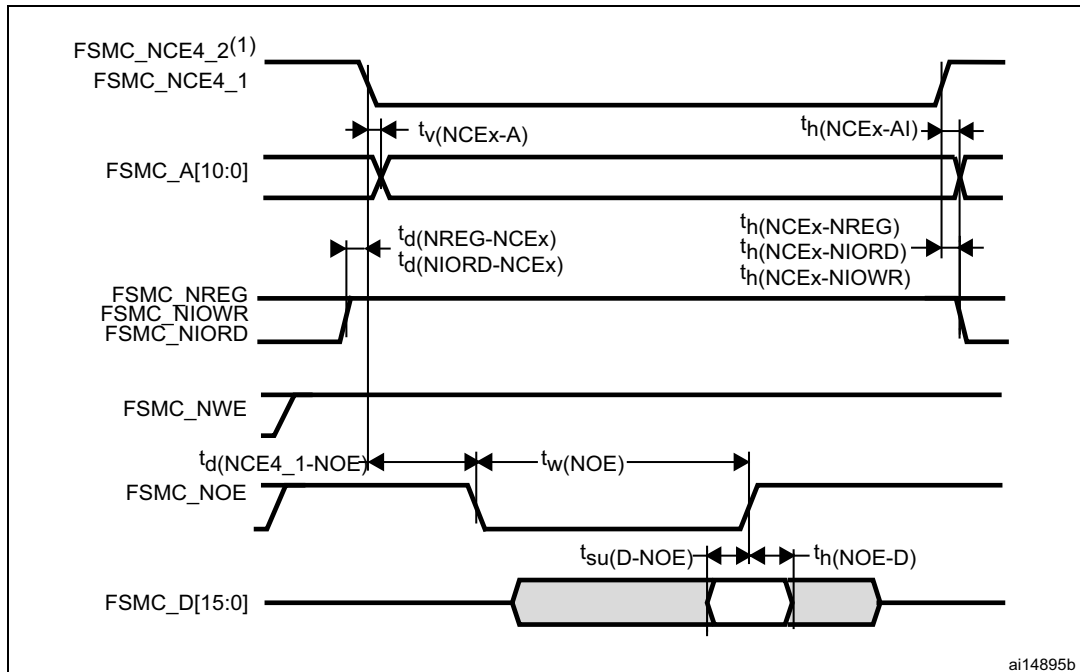 FSMC_NCE4_2(1)
FSMC_NCE4_1
tv(NCEx-A)
th(NCEx-AI)
FSMC_A[10:0]
td(NREG-NCEx)
td(NIORD-NCEx)
th(NCEx-NREG)
th(NCEx-NIORD)
th(NCEx-NIOWR)
FSMC_NREG
FSMC_NIOWR
FSMC_NIORD
FSMC_NWE
td(NCE4_1-NOE)
tw(NOE)
FSMC_NOE
tsu(D-NOE)
th(NOE-D)
FSMC_D[15:0]
ai14895b